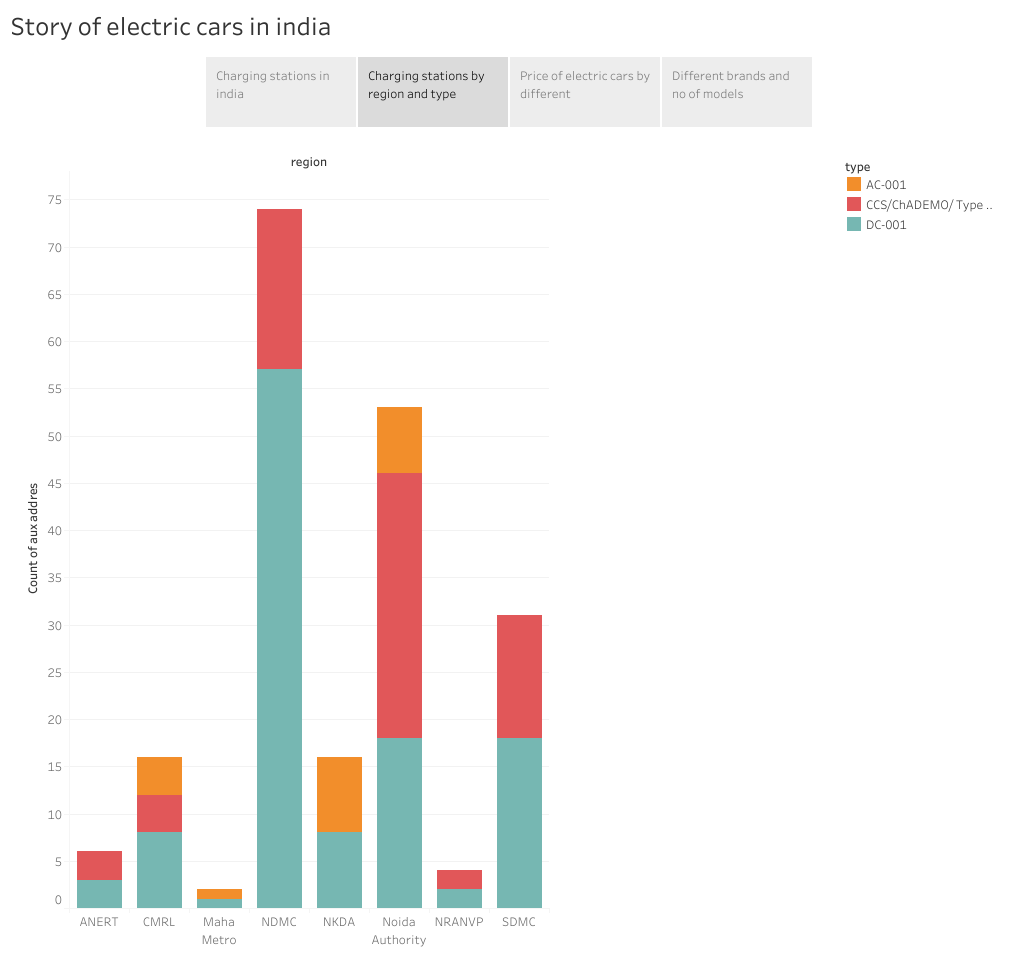 Story of electric cars in india
Charging stations in
india
Charging stations by
region and type
Price of electric cars by
different
Different brands and
no of models
region
type
AC-001
CCS/ChADEMO/ Type ..
DC-001
Count of aux addres
75
70
65
60
55
50
45
40
35
30
25
20
15
10
5
0
ANERT
CMRL
Maha
Metro
NDMC
NKDA
Noida
Authority
NRANVP
SDMC